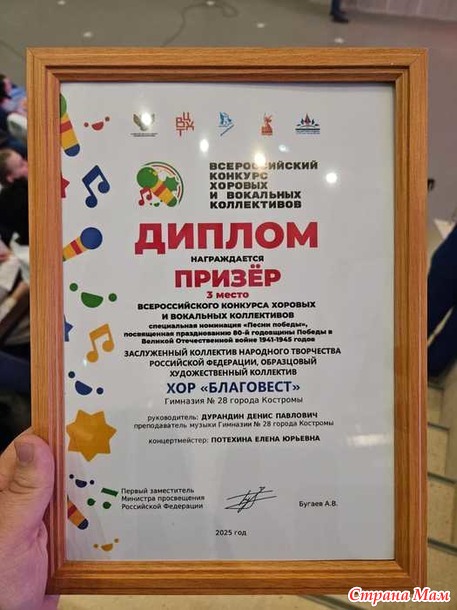 ВЦХТ
ВСЕРОССИЙСКИЙ
КОНКУРС
ХОРОВЫХ
И ВОКАЛЬНЫХ
КОЛЛЕКТИВОВ
ДИПЛОМ
НАГРАЖДАЕТСЯ
ПРИЗЁР
3 место
ВСЕРОССИЙСКОГО КОНКУРСА ХОРОВЫХ
И ВОКАЛЬНЫХ КОЛЛЕКТИВОВ
специальная номинация «Песни победы»,
посвященная празднованию 80-й годовщины Победы в
Великой Отечественной войне 1941-1945 годов
ЗАСЛУЖЕННЫЙ КОЛЛЕКТИВ НАРОДНОГО ТВОРЧЕСТВА
РОССИЙСКОЙ ФЕДЕРАЦИИ, ОБРАЗЦОВЫЙ
ХУДОЖЕСТВЕННЫЙ КОЛЛЕКТИВ
ХОР «БЛАГОВЕСТ»
Гимназия № 28 города Костромы
руководитель: ДУРАНДИН ДЕНИС ПАВЛОВИЧ
преподаватель музыки Гимназии № 28 города Костромы
концертмейстер: ПОТЕХИНА ЕЛЕНА ЮРЬЕВНА
Первый заместитель
Министра просвещения
Российской Федерации
Бугаев А.В.
2025 год
Страна Мам